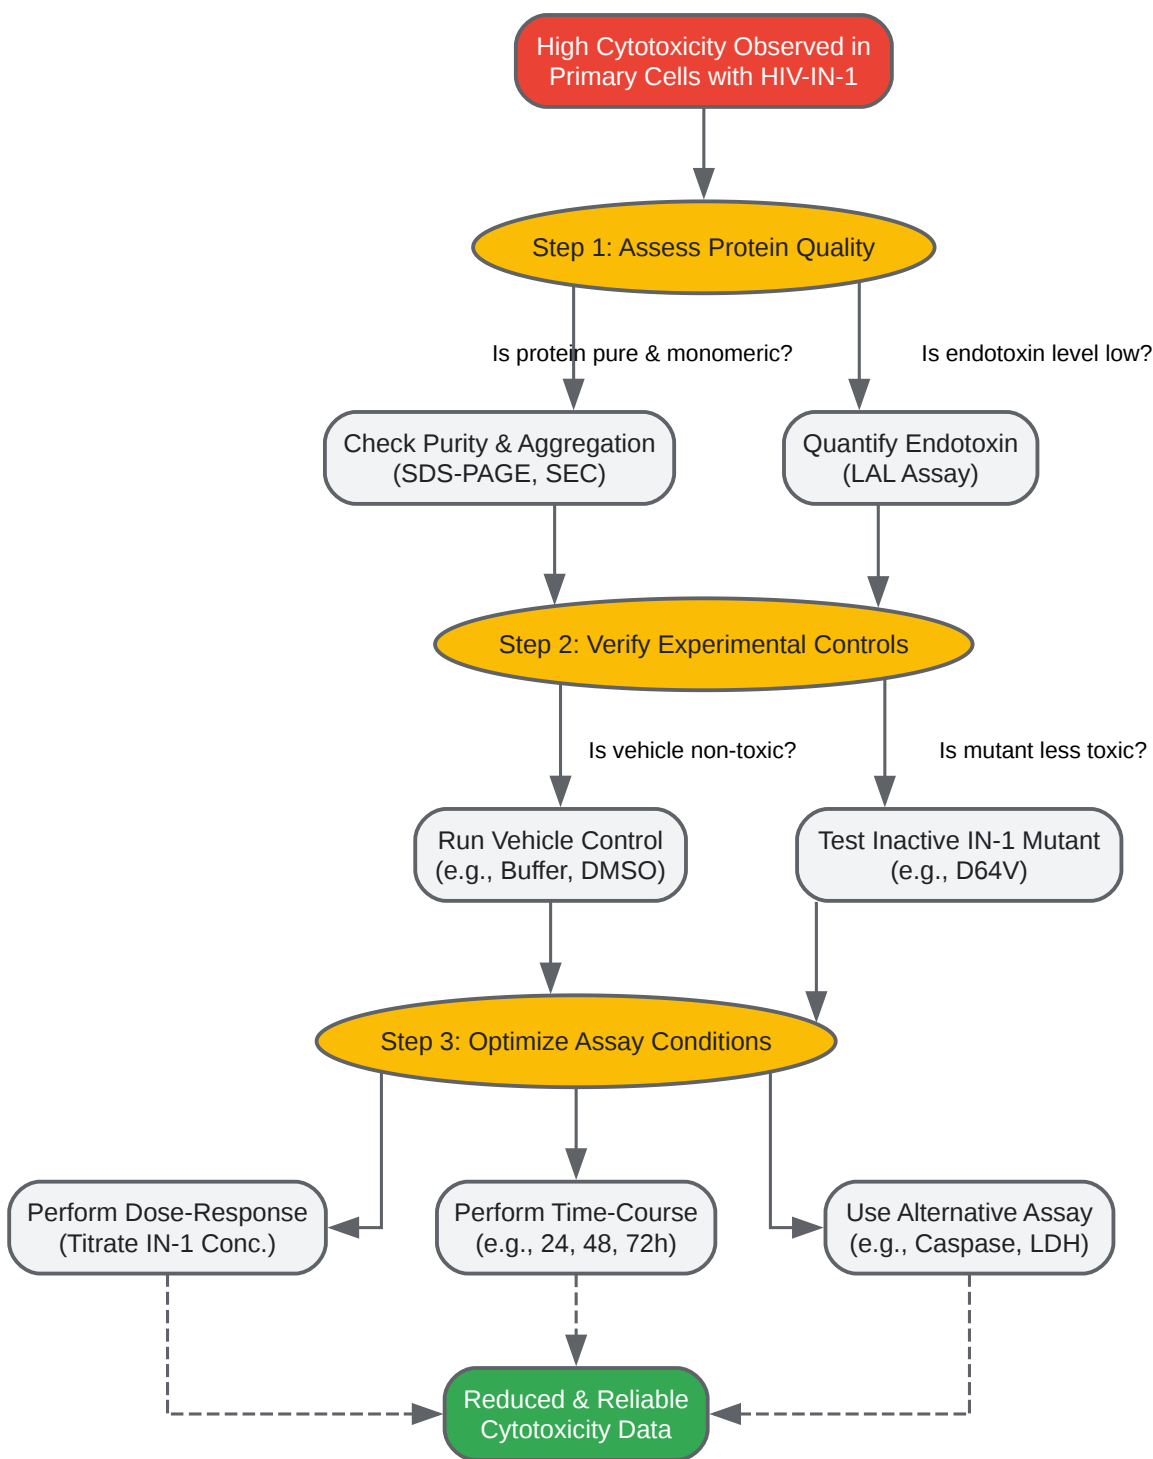 High Cytotoxicity Observed in
Primary Cells with HIV-IN-1
Step 1: Assess Protein Quality
Is protein pure & monomeric?
Is endotoxin level low?
Check Purity & Aggregation
(SDS-PAGE, SEC)
Quantify Endotoxin
(LAL Assay)
Step 2: Verify Experimental Controls
Is vehicle non-toxic?
Is mutant less toxic?
Run Vehicle Control
(e.g., Buffer, DMSO)
Test Inactive IN-1 Mutant
(e.g., D64V)
Step 3: Optimize Assay Conditions
Perform Dose-Response
(Titrate IN-1 Conc.)
Perform Time-Course
(e.g., 24, 48, 72h)
Use Alternative Assay
(e.g., Caspase, LDH)
Reduced & Reliable
Cytotoxicity Data